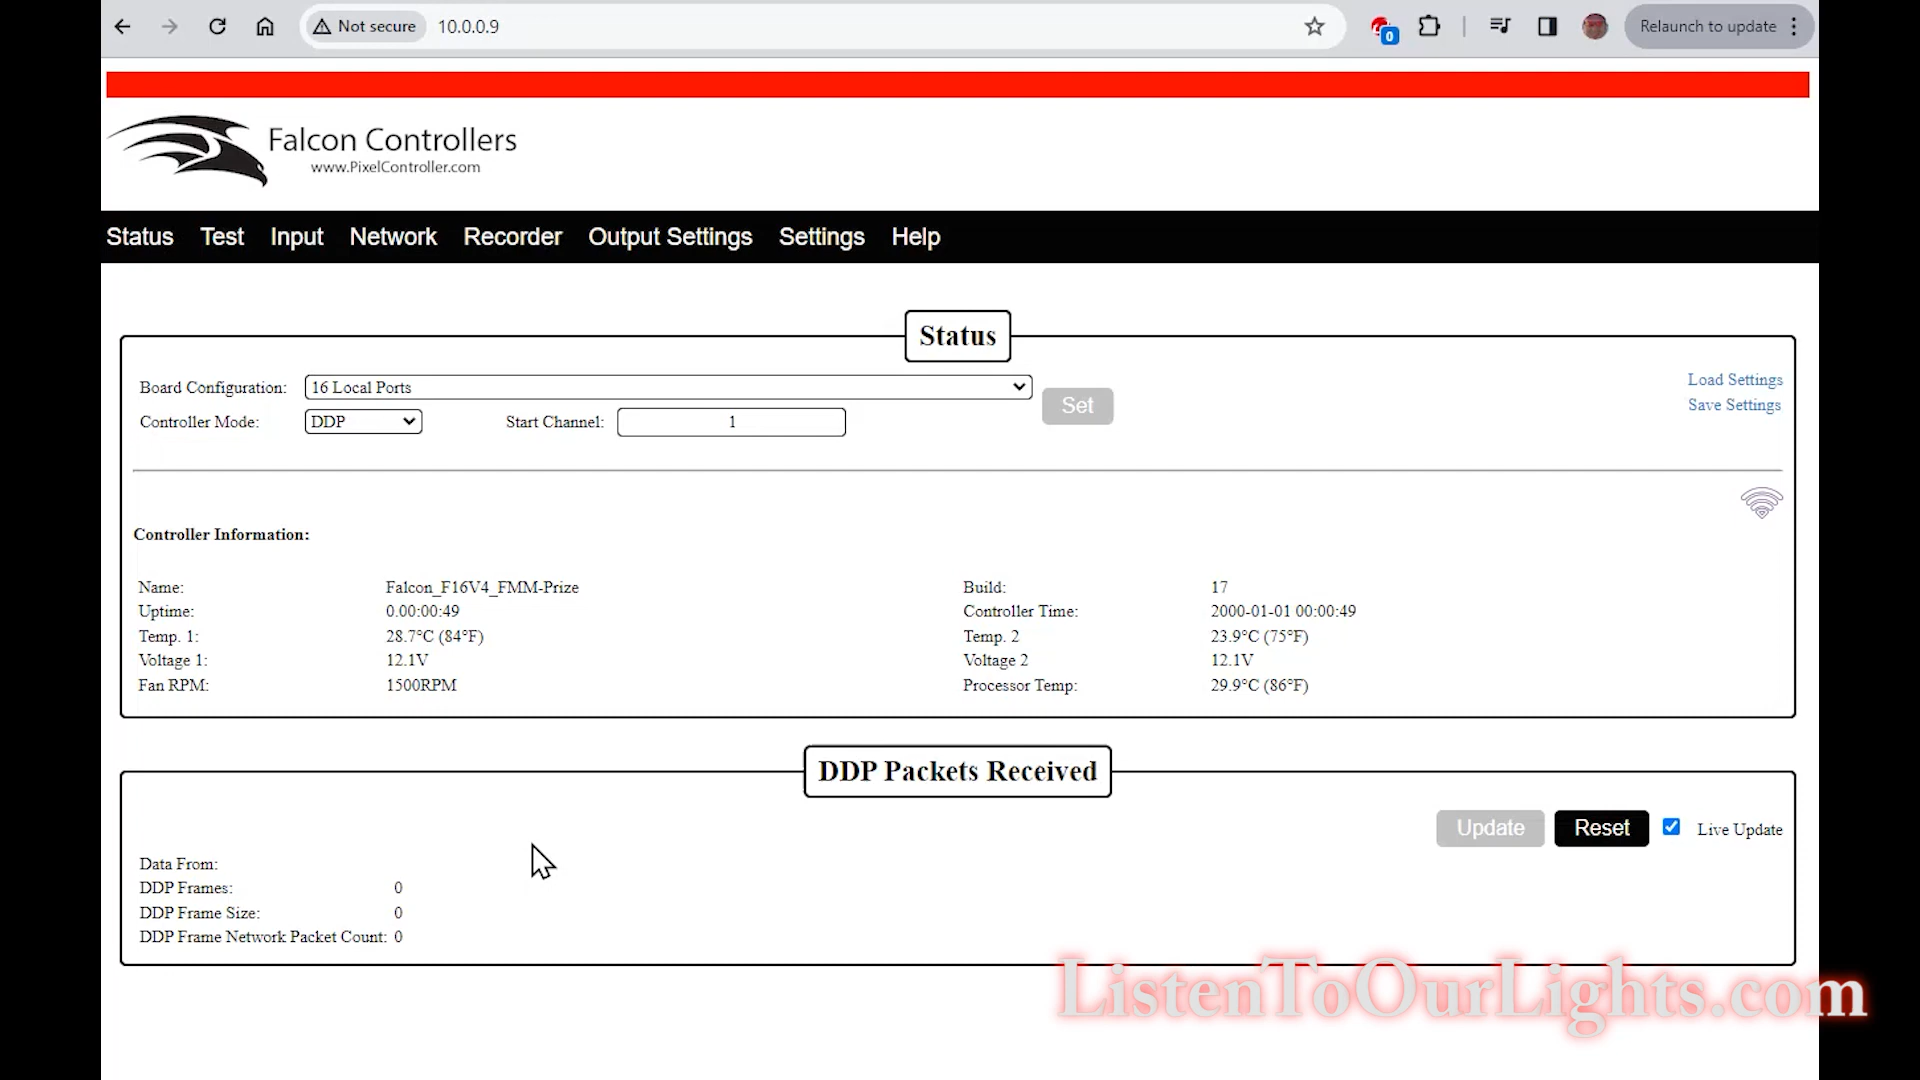 Not secure 10.0.0.9 0 Relaunch to update
Falcon Controllers
www.PixelController.com
Status Test Input Network Recorder Output Settings Settings Help
Status
Board Configuration: 16 Local Ports Set Load Settings
Controller Mode: DDP Start Channel: 1 Save Settings
Controller Information:
Name: Falcon_F16V4_FMM-Prize Build: 17
Uptime: 0.00:00:49 Controller Time: 2000-01-01 00:00:49
Temp. 1: 28.7°C (84°F) Temp. 2 23.9°C (75°F)
Voltage 1: 12.1V Voltage 2 12.1V
Fan RPM: 1500RPM Processor Temp: 29.9°C (86°F)
DDP Packets Received
Update Reset Live Update
Data From:
DDP Frames: 0
DDP Frame Size: 0
DDP Frame Network Packet Count: 0
ListenToOurLights.com